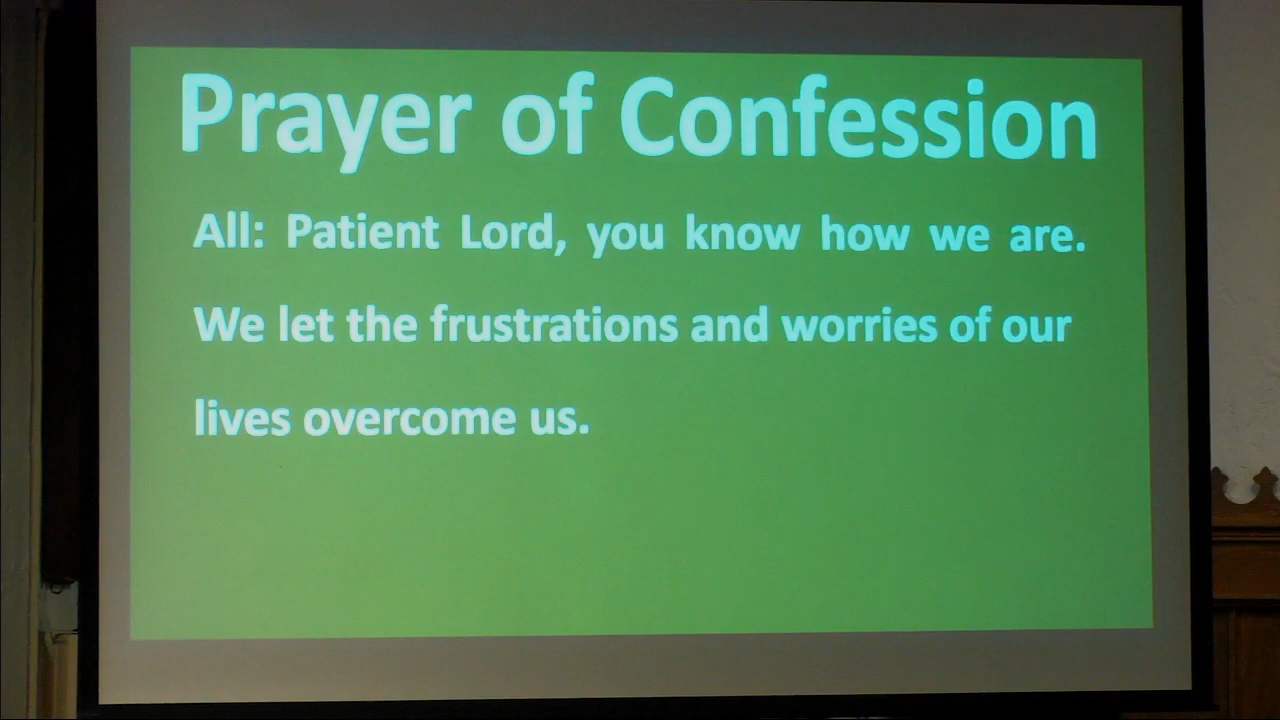 Prayer of Confession
All: Patient Lord, you know how we are.
We let the frustrations and worries of our
lives overcome us.